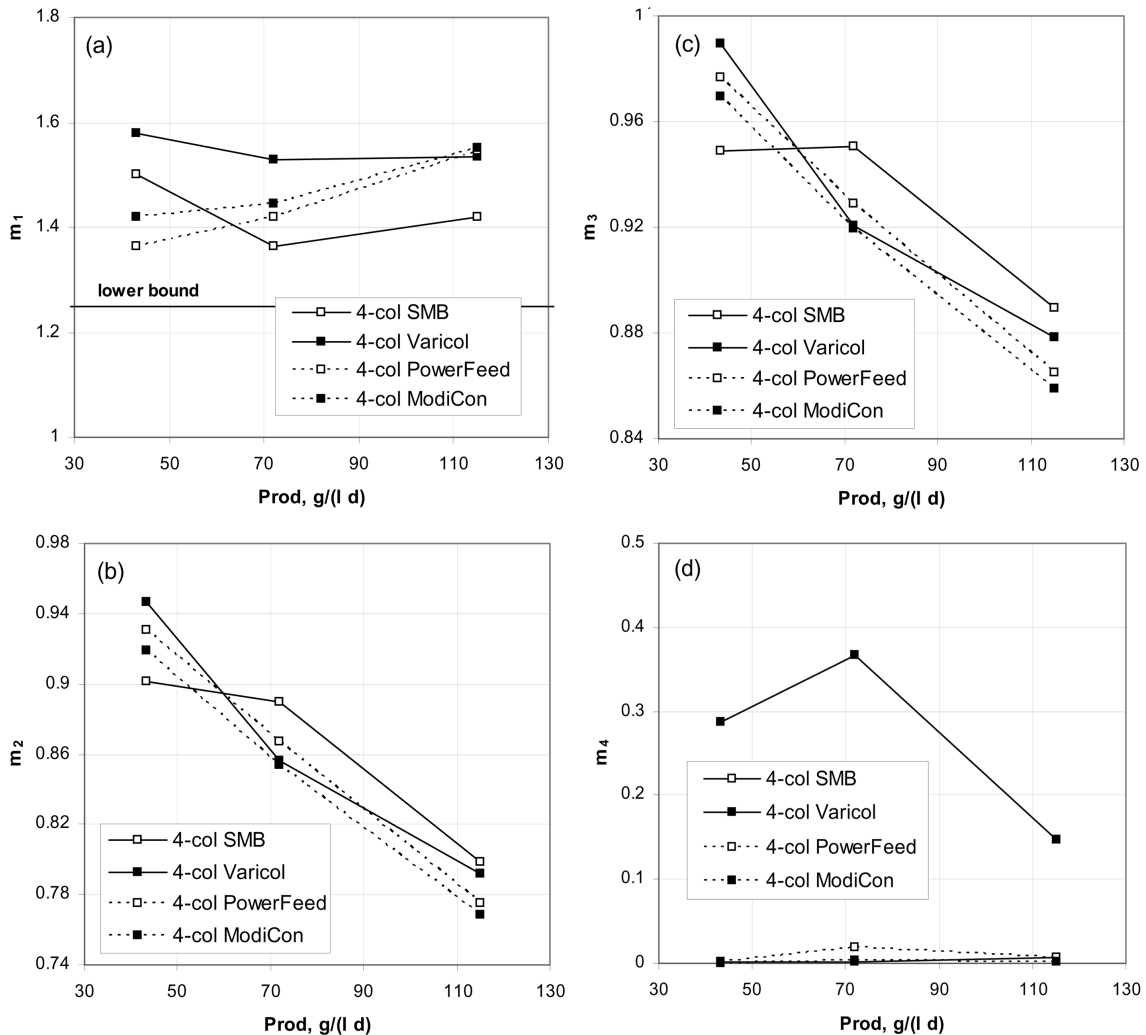 (a)
1.8
1.6
1.4
1.2
1
m1
lower bound
4-col SMB
4-col Varicol
4-col PowerFeed
4-col ModiCon
30 50 70 90 110 130
Prod, g/(l d)
(c)
1
0.96
0.92
0.88
0.84
m3
4-col SMB
4-col Varicol
4-col PowerFeed
4-col ModiCon
30 50 70 90 110 130
Prod, g/(l d)
(b)
0.98
0.94
0.9
0.86
0.82
0.78
0.74
m2
4-col SMB
4-col Varicol
4-col PowerFeed
4-col ModiCon
30 50 70 90 110 130
Prod, g/(l d)
(d)
0.5
0.4
0.3
0.2
0.1
0
m4
4-col SMB
4-col Varicol
4-col PowerFeed
4-col ModiCon
30 50 70 90 110 130
Prod, g/(l d)